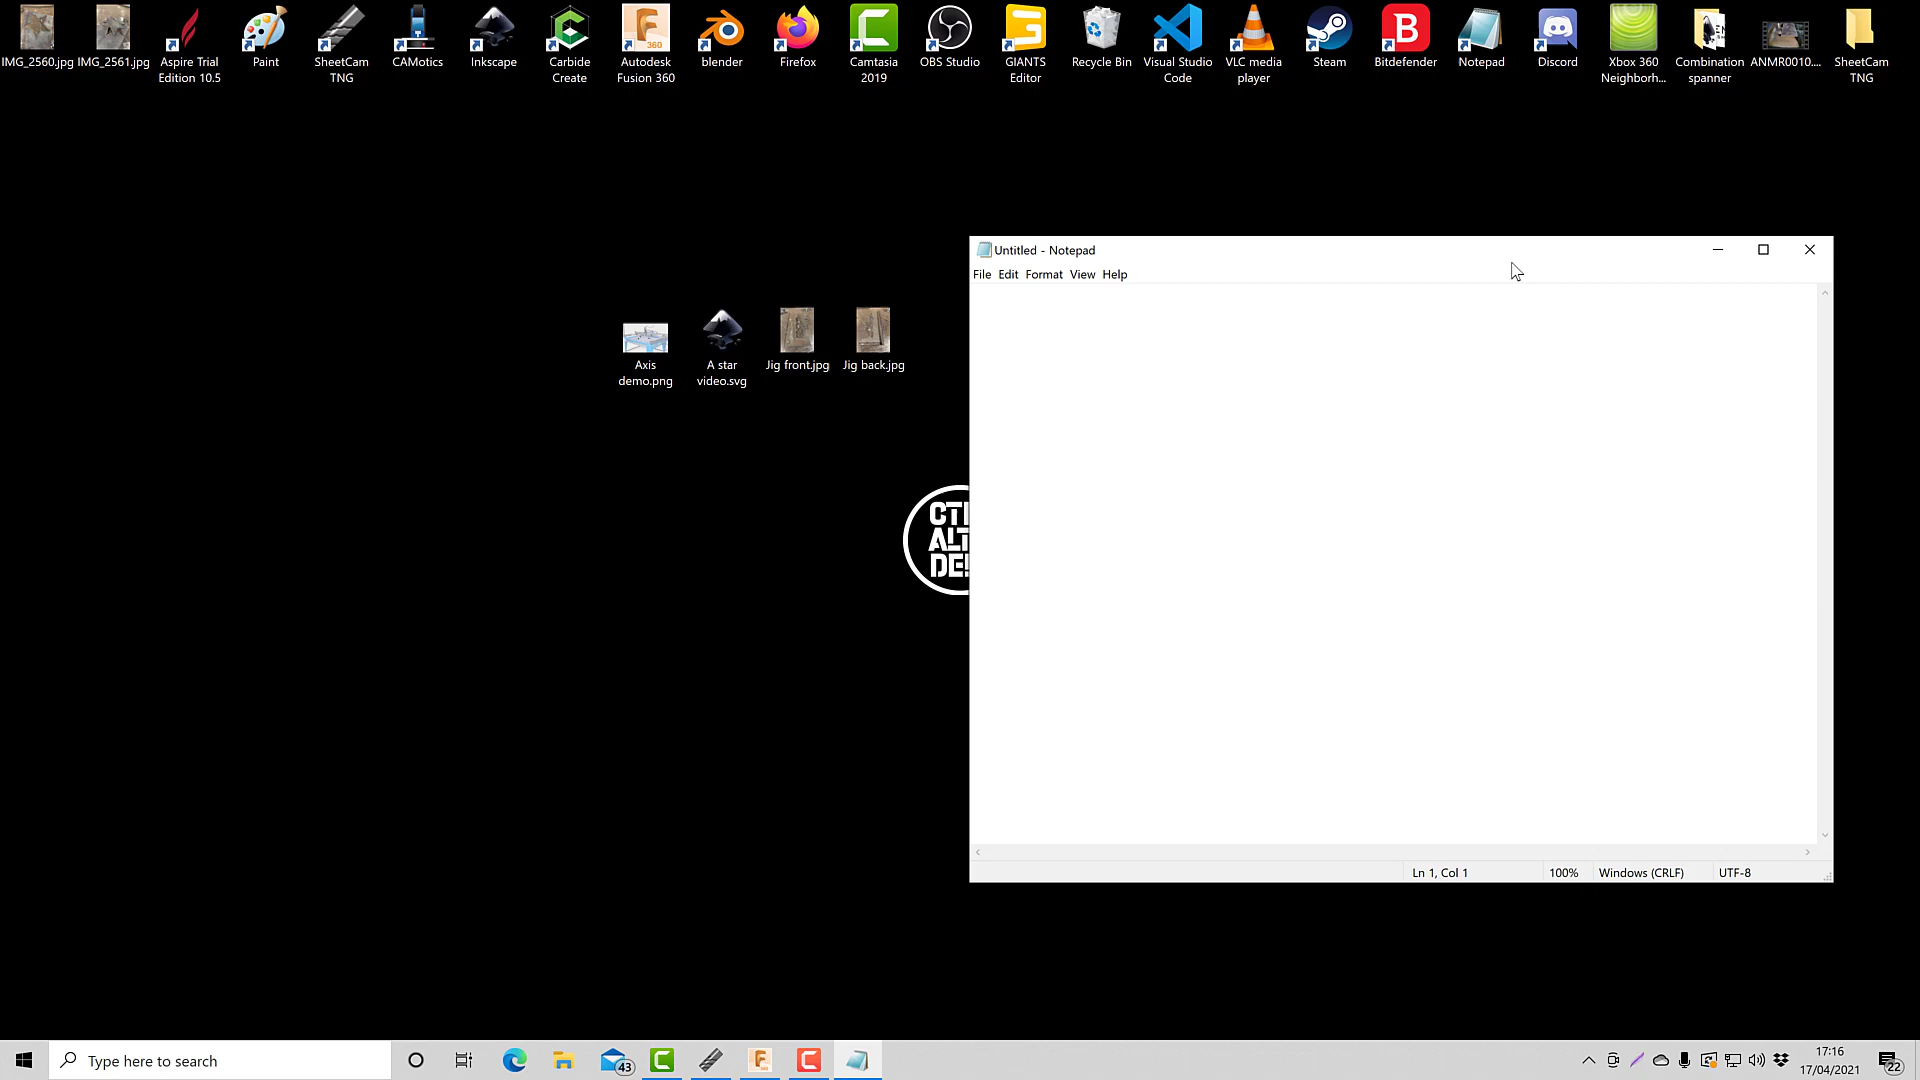 IMG_2560.jpg
IMG_2561.jpg
Aspire Trial
Edition 10.5
Paint
SheetCam
TNG
CAMotics
Inkscape
Carbide
Create
360
Autodesk
Fusion 360
blender
Firefox
Camtasia
2019
OBS Studio
GIANTS
Editor
Recycle Bin
Visual Studio
Code
VLC media
player
Steam
B
Bitdefender
Notepad
Discord
Xbox 360
Neighborh...
Combination
spanner
ANMR0010....
SheetCam
TNG
Axis
demo.png
A star
video.svg
Jig front.jpg
Jig back.jpg
Untitled - Notepad
File Edit Format View Help
Ln 1, Col 1
100%
Windows (CRLF)
UTF-8
Type here to search
43
17:16
17/04/2021
22